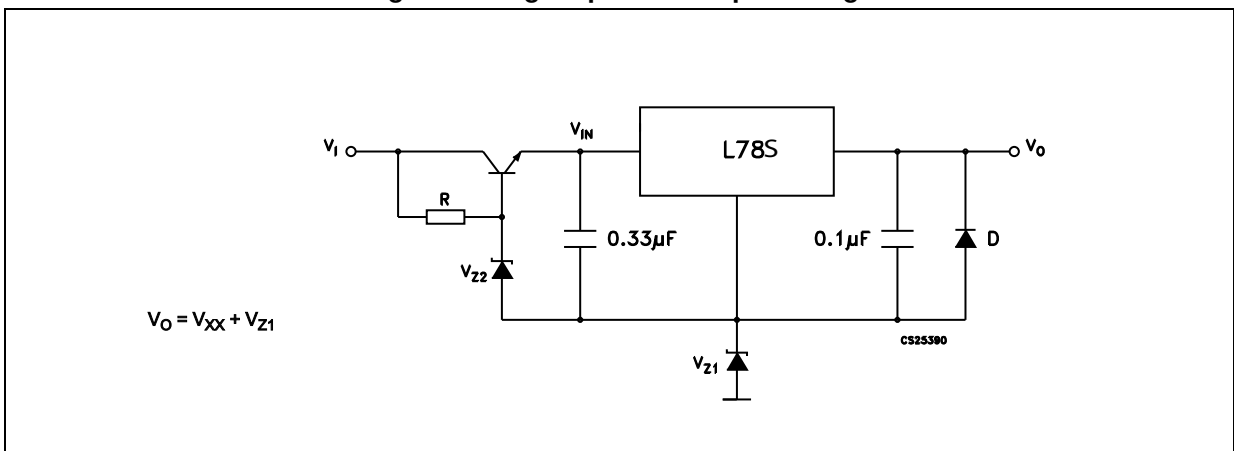 V_I
V_IN
L78S
V_O
R
0.33µF
0.1µF
D
V_Z2
V_O = V_XX + V_Z1
CS25390
V_Z1